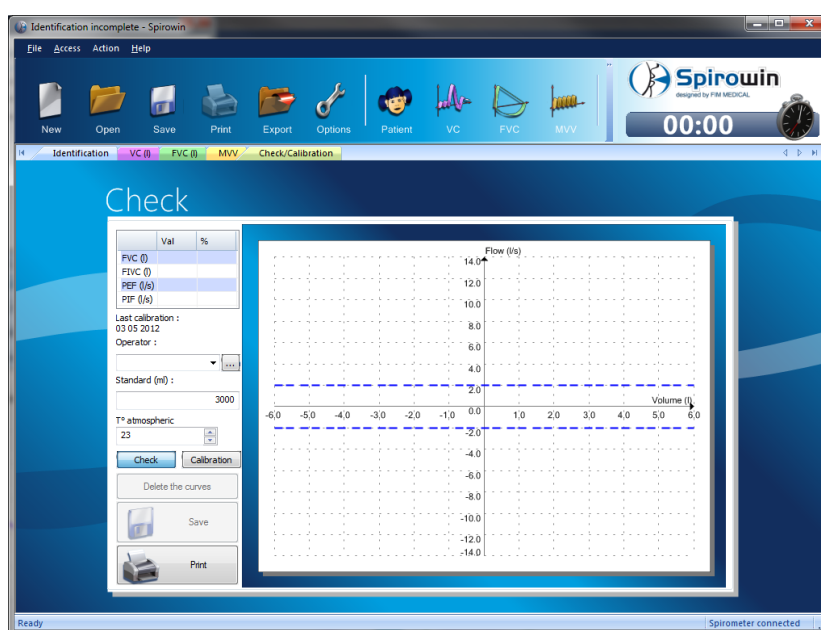 Identification incomplete - Spirowin
File Access Action Help
New Open Save Print Export Options Patient VC FVC MVV
Spirowin
designed by FIM MEDICAL
00:00
Identification VC (l) FVC (l) MVV Check/Calibration
Check
Val %
FVC (l)
FIVC (l)
PEF (l/s)
PIF (l/s)
Last calibration :
03 05 2012
Operator :
...
Standard (ml) :
3000
T° atmospheric
23
Check Calibration
Delete the curves
Save
Print
Flow (l/s)
14.0
12.0
10.0
8.0
6.0
4.0
2.0
Volume (l)
0.0
-6,0 -5,0 -4,0 -3,0 -2,0 -1,0 1,0 2,0 3,0 4,0 5,0 6,0
-2.0
-4.0
-6.0
-8.0
-10.0
-12.0
-14.0
Ready
Spirometer connected